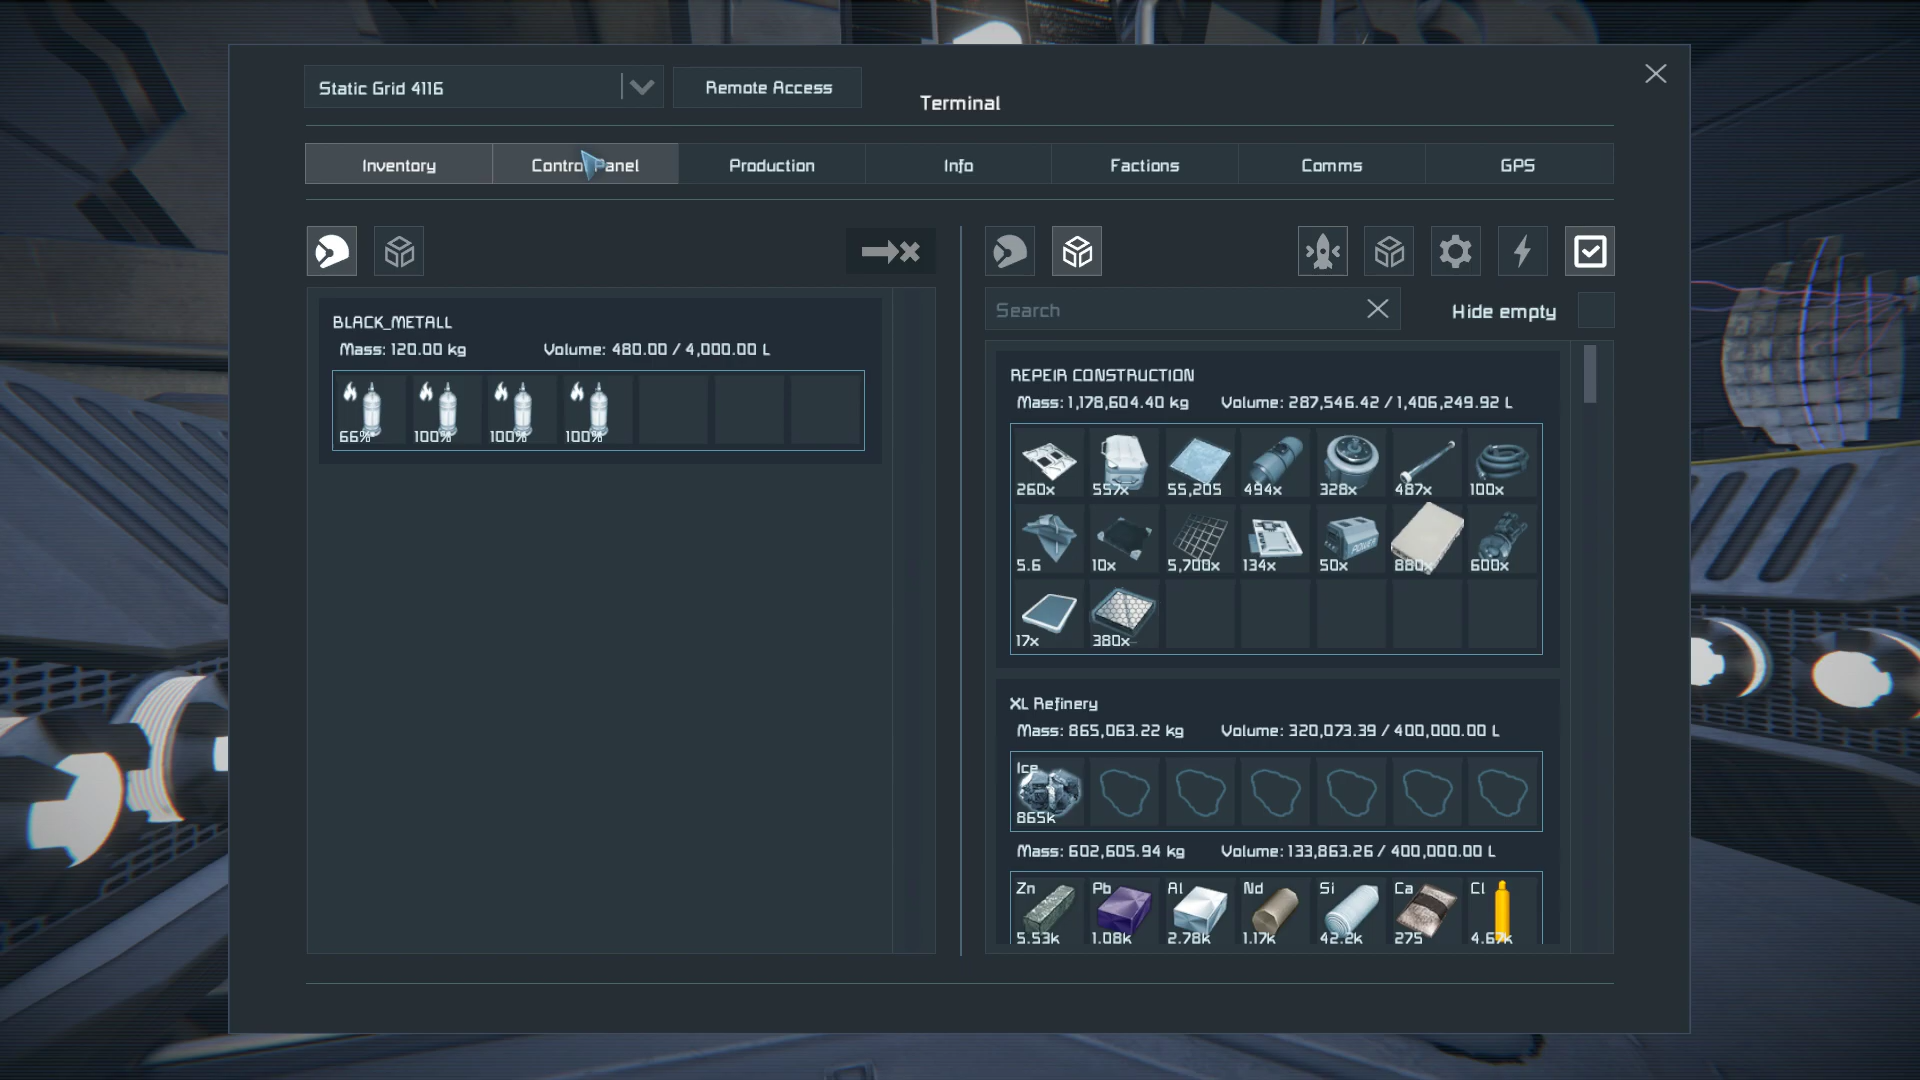 Static Grid 4116
Remote Access
Terminal
Inventory
Control Panel
Production
Info
Factions
Comms
GPS
BLACK_METALL
Mass: 120.00 kg
Volume: 480.00 / 4,000.00 L
66% 100% 100% 100%
Search
Hide empty
REPEIR CONSTRUCTION
Mass: 1,178,604.40 kg
Volume: 287,546.42 / 1,406,249.92 L
260x 557x 55,205 494x 328x 487x 100x
POWER
5.6 10x 5,700x 134x 50x 880x 600x
17x 380x
XL Refinery
Mass: 865,063.22 kg
Volume: 320,073.39 / 400,000.00 L
Ice
865k
Mass: 602,605.94 kg
Volume: 133,863.26 / 400,000.00 L
Zn Pb Al Nd Si Ca Cl
5.53k 1.08k 2.78k 1.17k 42.2k 275 4.67k